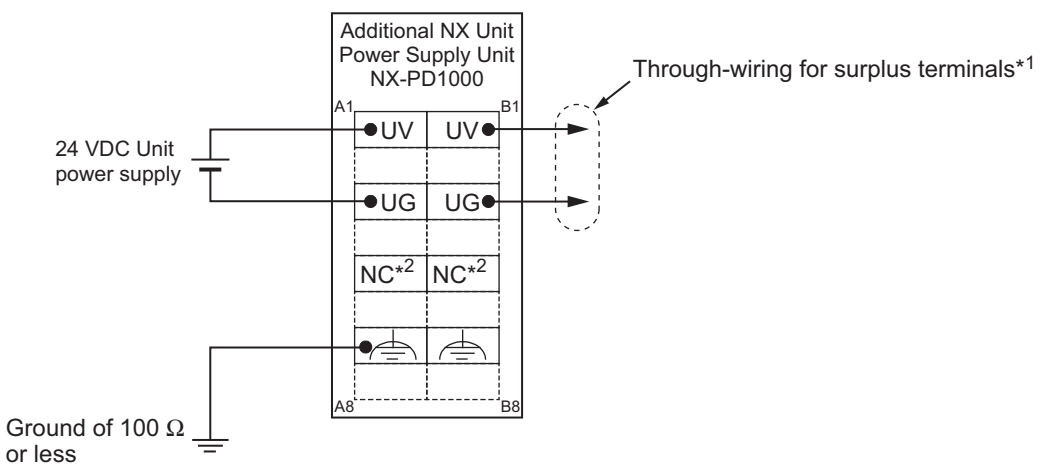 Additional NX Unit
Power Supply Unit
NX-PD1000
Through-wiring for surplus terminals*1
A1
B1
UV
UV
24 VDC Unit
power supply
UG
UG
NC*2
NC*2
A8
B8
Ground of 100 Ω
or less